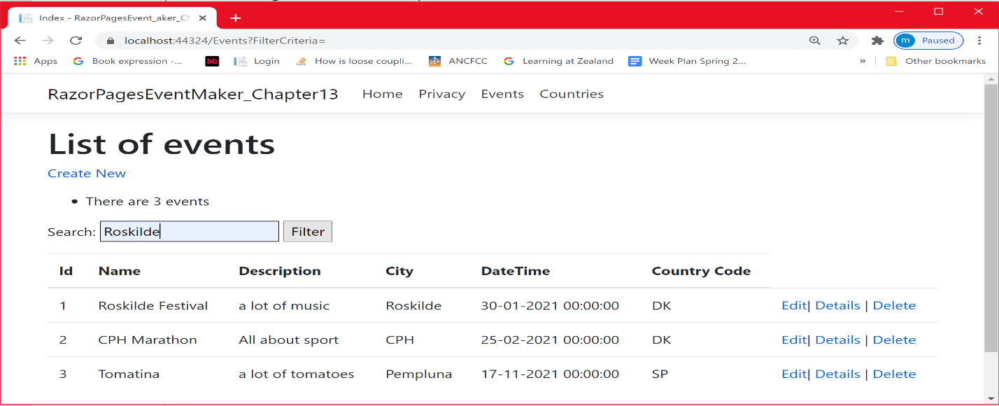 Index - RazorPagesEvent_aker_Ch
localhost:44324/Events?FilterCriteria=
m Paused
Apps Book expression -... Mr Login How is loose coupli... ANCFCC Learning at Zealand Week Plan Spring 2... » Other bookmarks
RazorPagesEventMaker_Chapter13 Home Privacy Events Countries
List of events
Create New
• There are 3 events
Search: Roskilde Filter
Id Name Description City DateTime Country Code
1 Roskilde Festival a lot of music Roskilde 30-01-2021 00:00:00 DK Edit| Details | Delete
2 CPH Marathon All about sport CPH 25-02-2021 00:00:00 DK Edit| Details | Delete
3 Tomatina a lot of tomatoes Pempluna 17-11-2021 00:00:00 SP Edit| Details | Delete